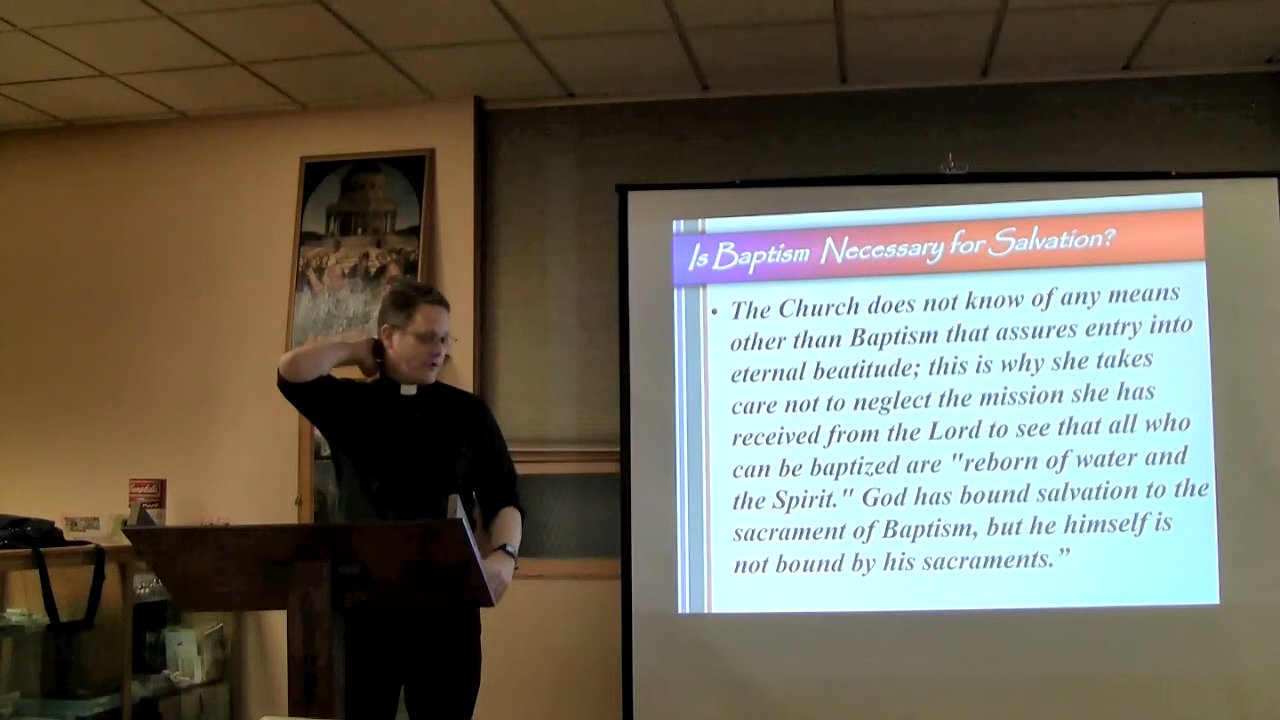 Is Baptism Necessary for Salvation?
• The Church does not know of any means
other than Baptism that assures entry into
eternal beatitude; this is why she takes
care not to neglect the mission she has
received from the Lord to see that all who
can be baptized are "reborn of water and
the Spirit." God has bound salvation to the
sacrament of Baptism, but he himself is
not bound by his sacraments.”
Campbell's